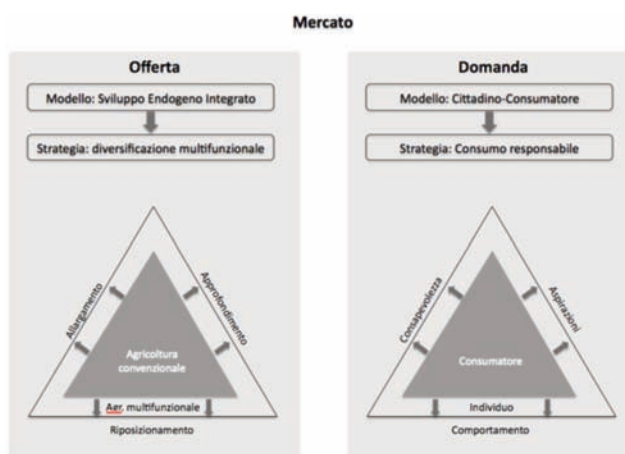 Mercato
Offerta
Modello: Sviluppo Endogeno Integrato
Strategia: diversificazione multifunzionale
Allargamento
Approfondimento
Agricoltura
convenzionale
Aer. multifunzionale
Riposizionamento
Domanda
Modello: Cittadino-Consumatore
Strategia: Consumo responsabile
Consapevolezza
Aspirazioni
Consumatore
Individuo
Comportamento